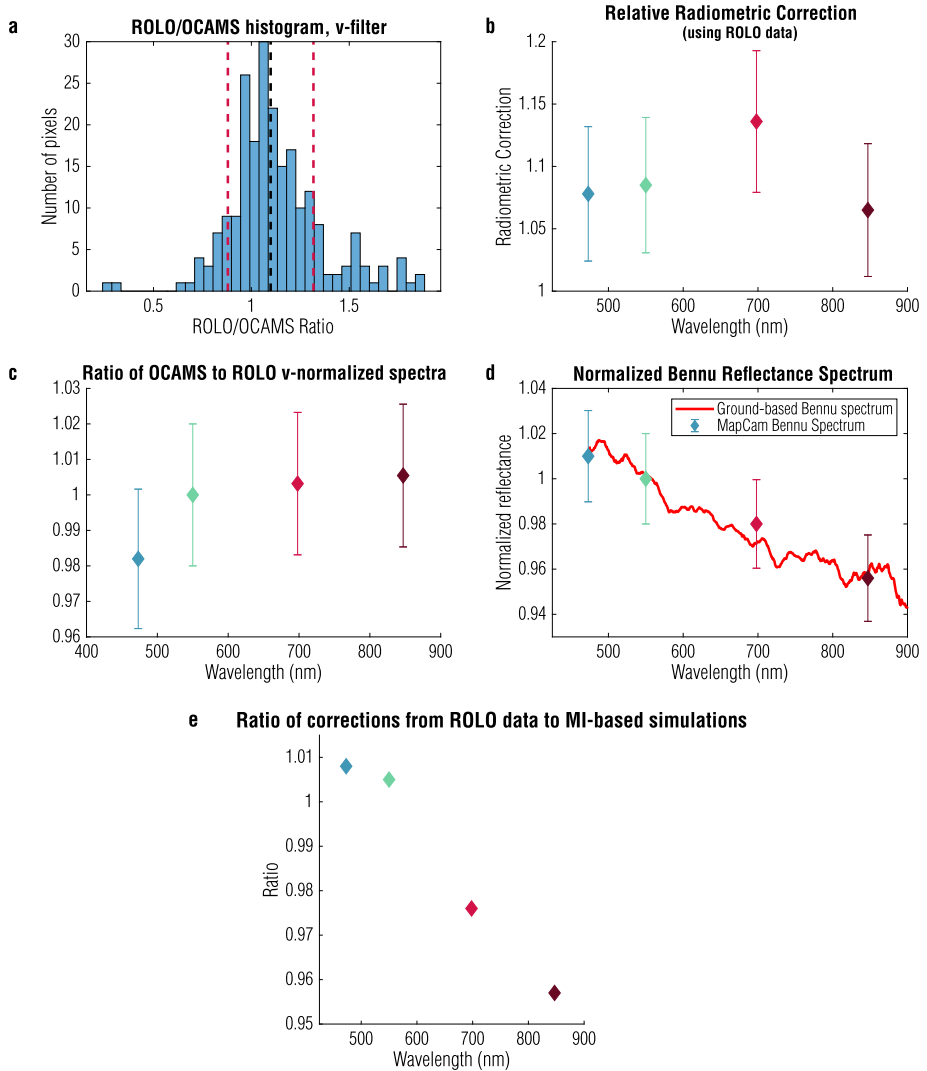 a
ROLO/OCAMS histogram, v-filter
30
25
20
15
10
5
0
Number of pixels
0.5
1
1.5
ROLO/OCAMS Ratio
b
Relative Radiometric Correction
(using ROLO data)
1.2
1.15
1.1
1.05
1
Radiometric Correction
500
600
700
800
900
Wavelength (nm)
c
Ratio of OCAMS to ROLO v-normalized spectra
1.03
1.02
1.01
1
0.99
0.98
0.97
0.96
400
500
600
700
800
900
Wavelength (nm)
d
Normalized Bennu Reflectance Spectrum
1.04
1.02
1
0.98
0.96
0.94
Normalized reflectance
Ground-based Bennu spectrum
MapCam Bennu Spectrum
500
600
700
800
900
Wavelength (nm)
e
Ratio of corrections from ROLO data to MI-based simulations
1.01
1
0.99
0.98
0.97
0.96
0.95
Ratio
500
600
700
800
900
Wavelength (nm)